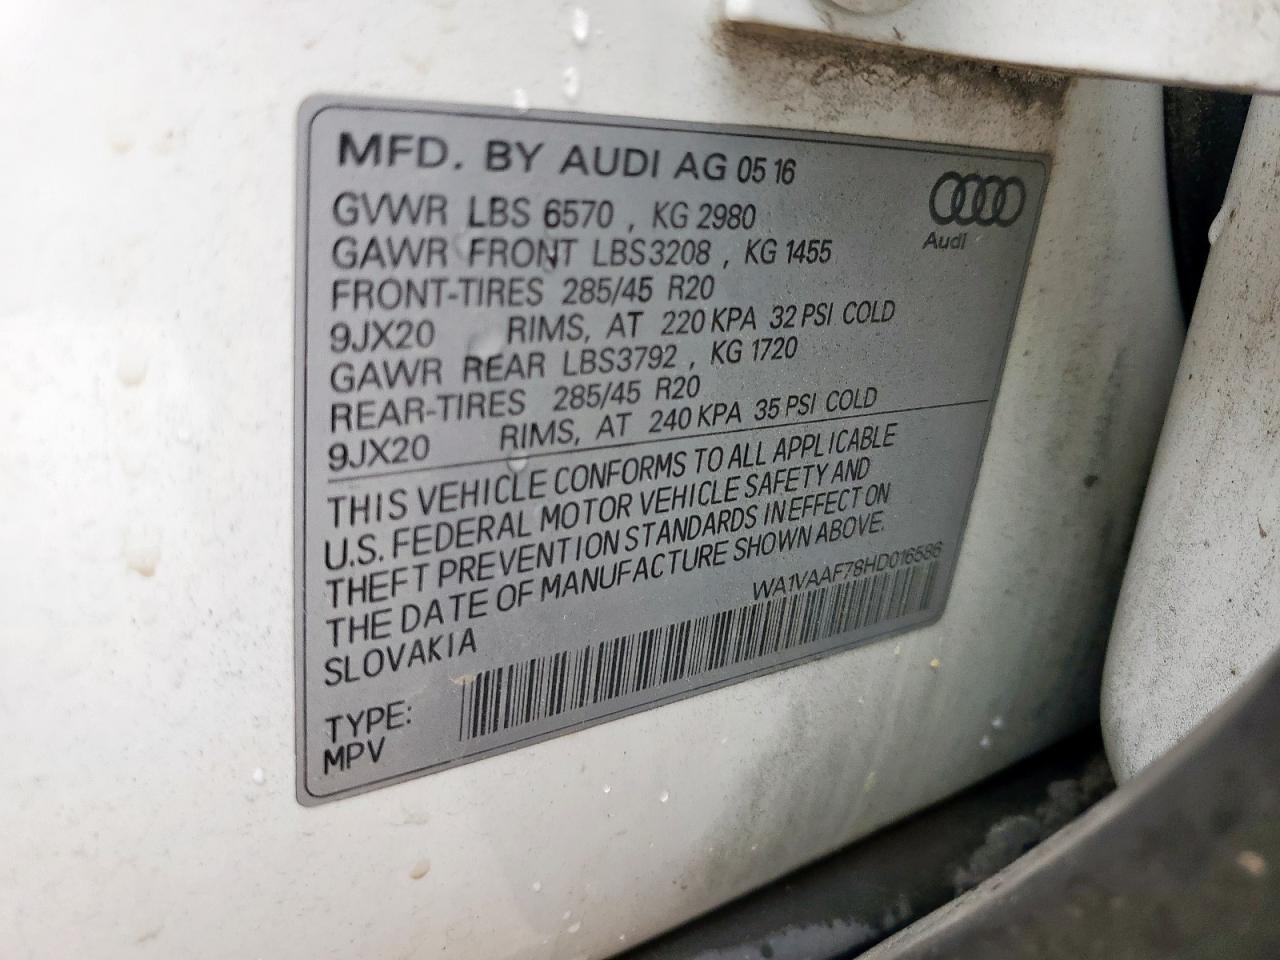 MFD. BY AUDI AG 05 16
GVWR LBS 6570 , KG 2980
GAWR FRONT LBS3208 , KG 1455
FRONT-TIRES 285/45 R20
9JX20 RIMS, AT 220 KPA 32 PSI COLD
GAWR REAR LBS3792 , KG 1720
REAR-TIRES 285/45 R20
9JX20 RIMS, AT 240 KPA 35 PSI COLD
Audi
THIS VEHICLE CONFORMS TO ALL APPLICABLE
U.S. FEDERAL MOTOR VEHICLE SAFETY AND
THEFT PREVENTION STANDARDS IN EFFECT ON
THE DATE OF MANUFACTURE SHOWN ABOVE.
SLOVAKIA
WA1VAAF78HD016586
TYPE:
MPV